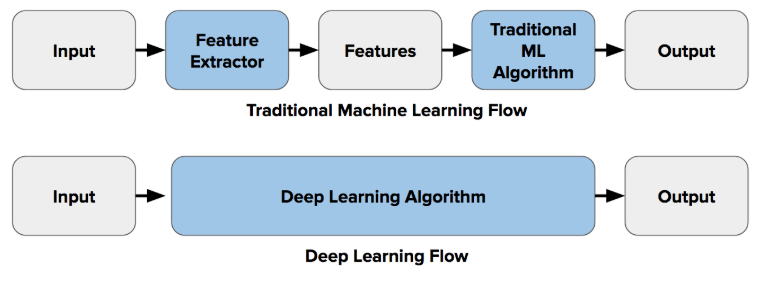 Input
Feature
Extractor
Features
Traditional
ML
Algorithm
Output
Traditional Machine Learning Flow
Input
Deep Learning Algorithm
Output
Deep Learning Flow